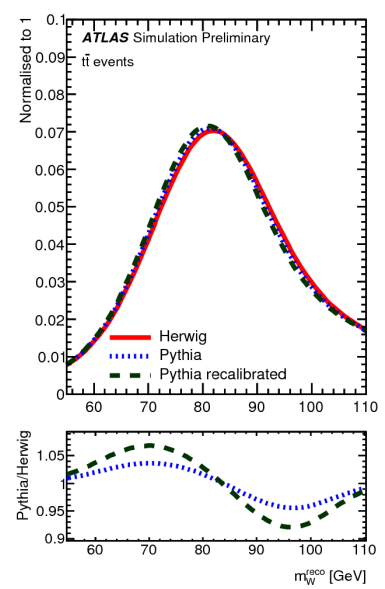 0.1
ATLAS Simulation Preliminary
tt̄ events
Normalised to 1
0.09
0.08
0.07
0.06
0.05
0.04
0.03
0.02
0.01
0
Herwig
Pythia
Pythia recalibrated
60 70 80 90 100 110
Pythia/Herwig
1.05
1
0.95
0.9
60 70 80 90 100 110
m_W^reco [GeV]